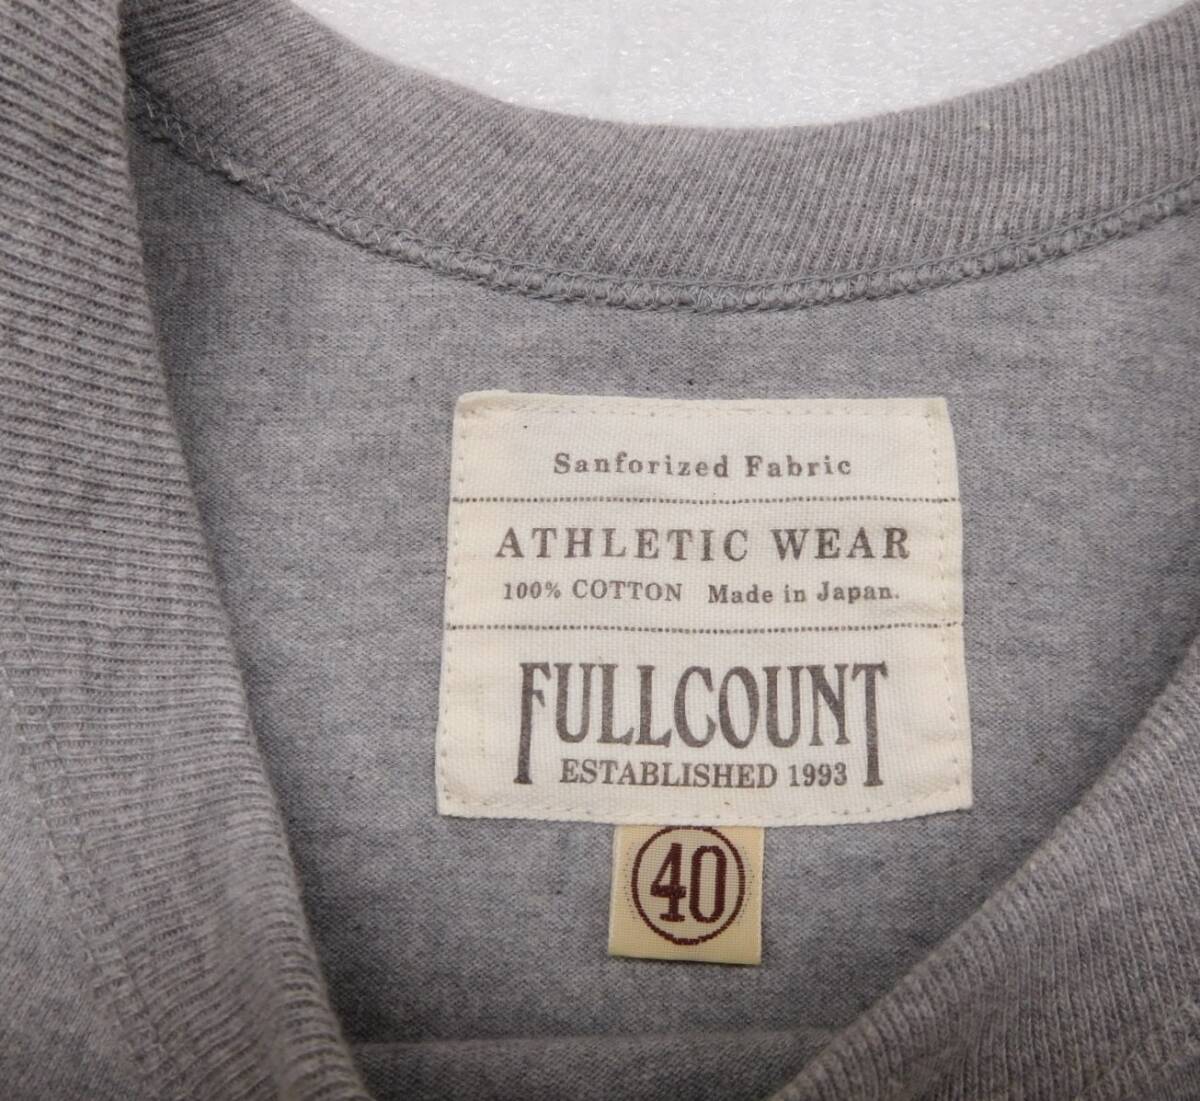 Sanforized Fabric
ATHLETIC WEAR
100% COTTON Made in Japan.
FULLCOUNT
ESTABLISHED 1993
40